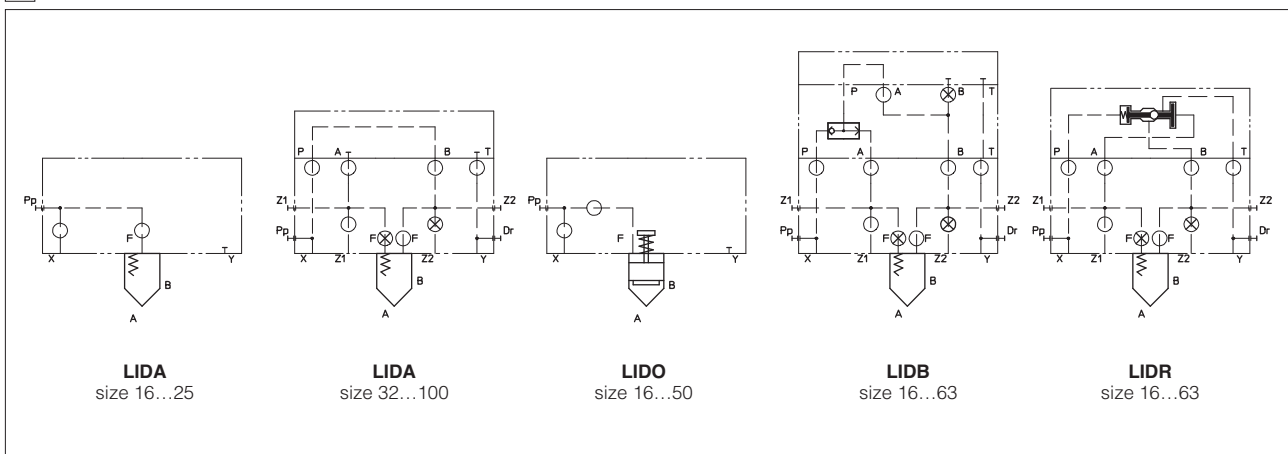 Pp
F
T
X Y
B
A
LIDA
size 16...25
P A B T
Z1 Z2
Pp F F Dr
X Z1 Z2 Y
B
A
LIDA
size 32...100
Pp
F
T
X Y
B
A
LIDO
size 16...50
P A B T
P A B T
Z1 Z2
Pp F F Dr
X Z1 Z2 Y
B
A
LIDB
size 16...63
P A B T
Z1 Z2
Pp F F Dr
X Z1 Z2 Y
B
A
LIDR
size 16...63